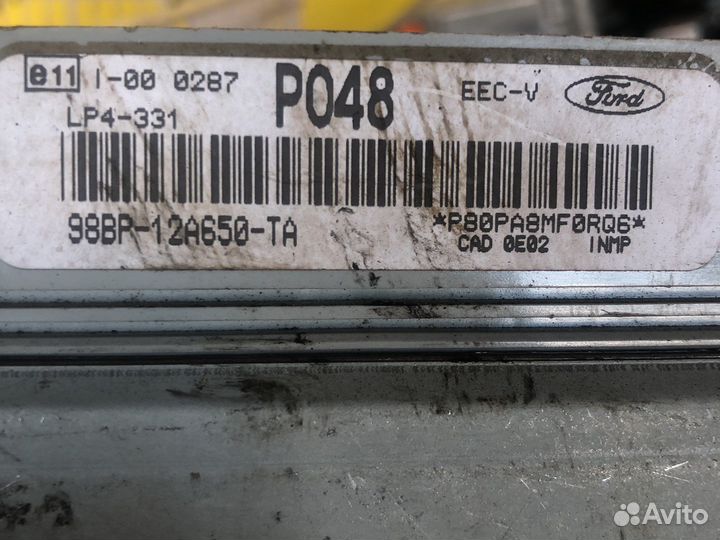 e11 I-00 0287 P048 EEC-V Ford
LP4-331
98BP-12A650-TA *P80PA8MF0RQ6*
CAD 0E02 INMP
Avito